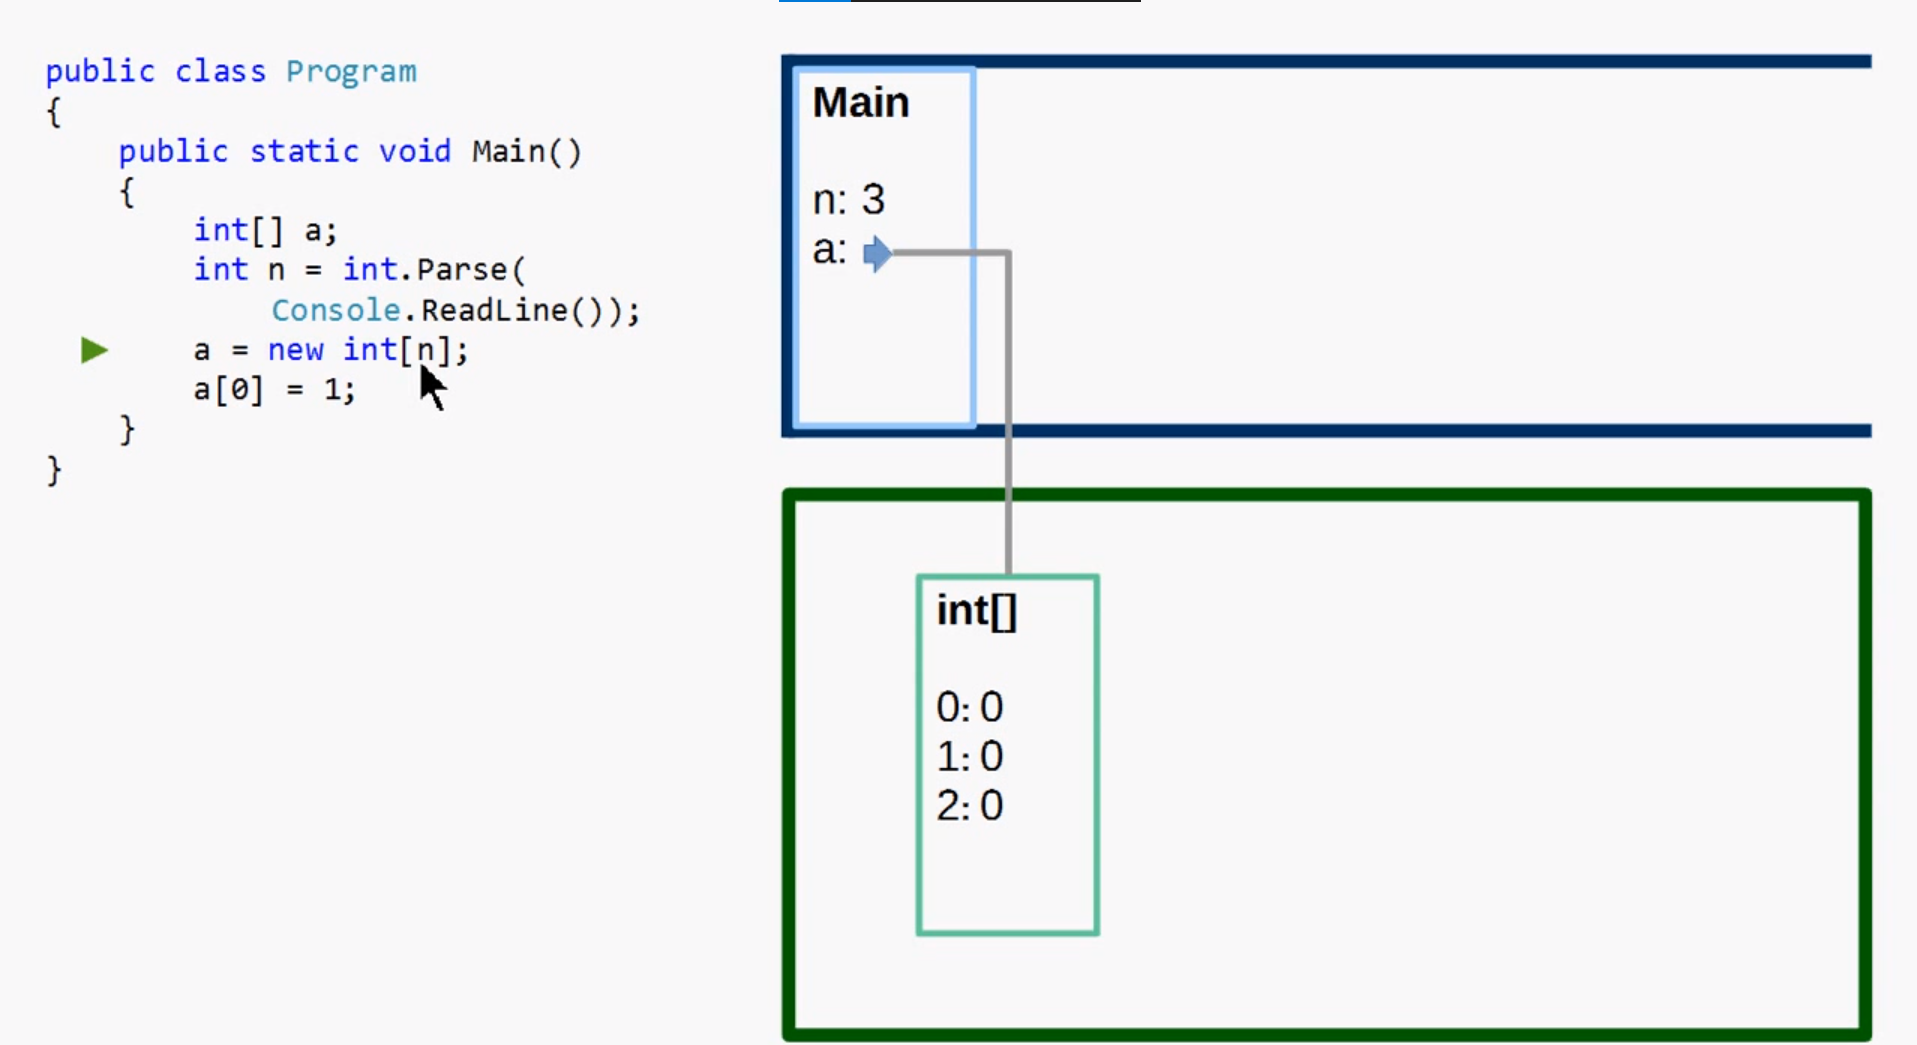 public class Program
{
public static void Main()
{
int[] a;
int n = int.Parse(
Console.ReadLine());
a = new int[n];
a[0] = 1;
}
}
Main
n: 3
a:
int[]
0: 0
1: 0
2: 0